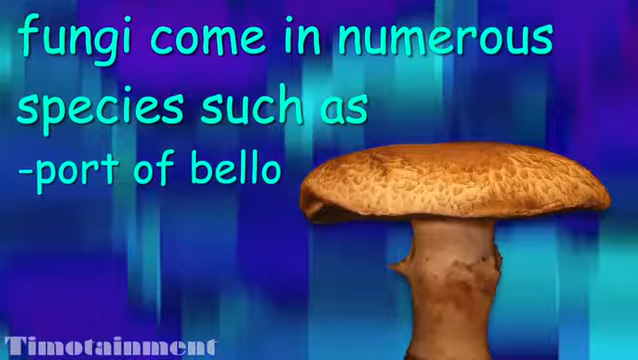 fungi come in numerous
species such as
-port of bello
Timotainment